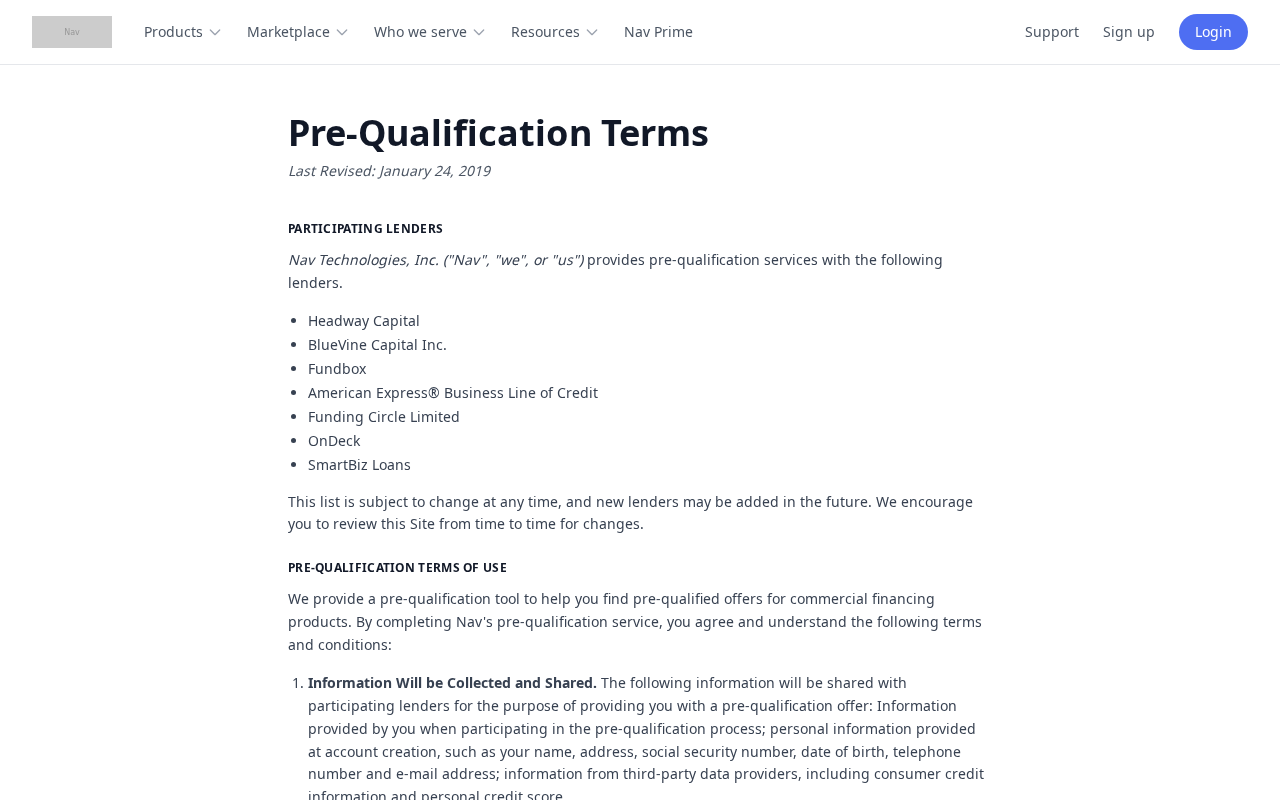 Nav
Products
Marketplace
Who we serve
Resources
Nav Prime
Support
Sign up
Login
Pre-Qualification Terms
Last Revised: January 24, 2019
PARTICIPATING LENDERS
Nav Technologies, Inc. ("Nav", "we", or "us") provides pre-qualification services with the following
lenders.
• Headway Capital
• BlueVine Capital Inc.
• Fundbox
• American Express® Business Line of Credit
• Funding Circle Limited
• OnDeck
• SmartBiz Loans
This list is subject to change at any time, and new lenders may be added in the future. We encourage
you to review this Site from time to time for changes.
PRE-QUALIFICATION TERMS OF USE
We provide a pre-qualification tool to help you find pre-qualified offers for commercial financing
products. By completing Nav's pre-qualification service, you agree and understand the following terms
and conditions:
1. Information Will be Collected and Shared. The following information will be shared with
participating lenders for the purpose of providing you with a pre-qualification offer: Information
provided by you when participating in the pre-qualification process; personal information provided
at account creation, such as your name, address, social security number, date of birth, telephone
number and e-mail address; information from third-party data providers, including consumer credit
information and personal credit score.